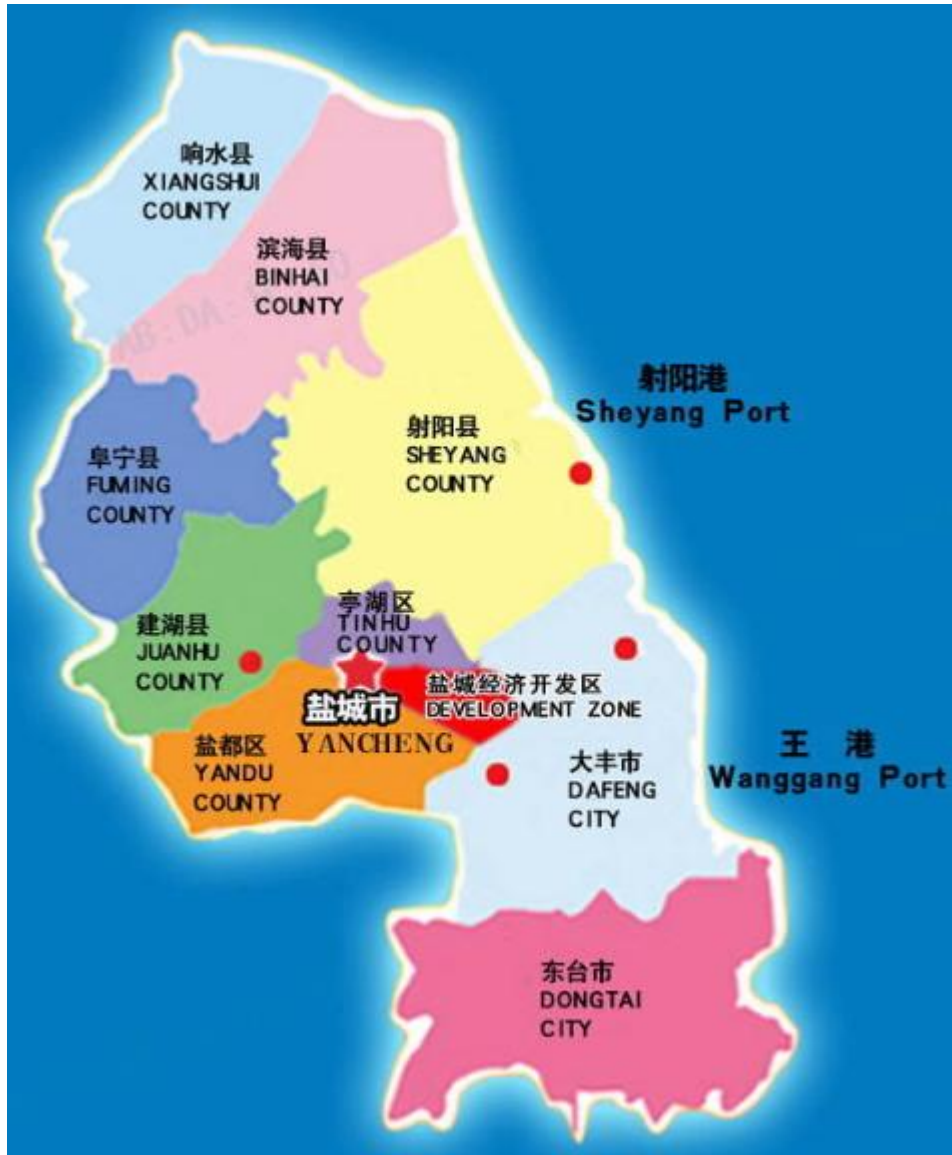 响水县
XIANGSHUI
COUNTY
滨海县
BINHAI
COUNTY
射阳港
Sheyang Port
射阳县
SHEYANG
COUNTY
阜宁县
FUMING
COUNTY
亭湖区
TINHU
COUNTY
建湖县
JUANHU
COUNTY
盐城经济开发区
DEVELOPMENT ZONE
盐城市
YANCHENG
盐都区
YANDU
COUNTY
王 港
Wanggang Port
大丰市
DAFENG
CITY
东台市
DONGTAI
CITY